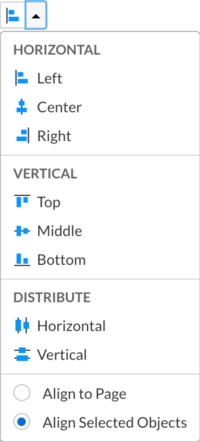 HORIZONTAL
Left
Center
Right
VERTICAL
Top
Middle
Bottom
DISTRIBUTE
Horizontal
Vertical
Align to Page
Align Selected Objects